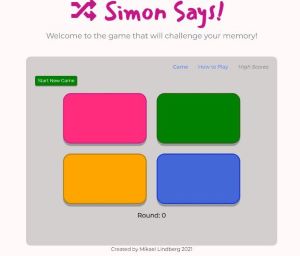 Simon Says!
Welcome to the game that will challenge your memory!
Game How to Play High Scores
Start New Game
Round: 0
Created by Mikael Lindberg 2021